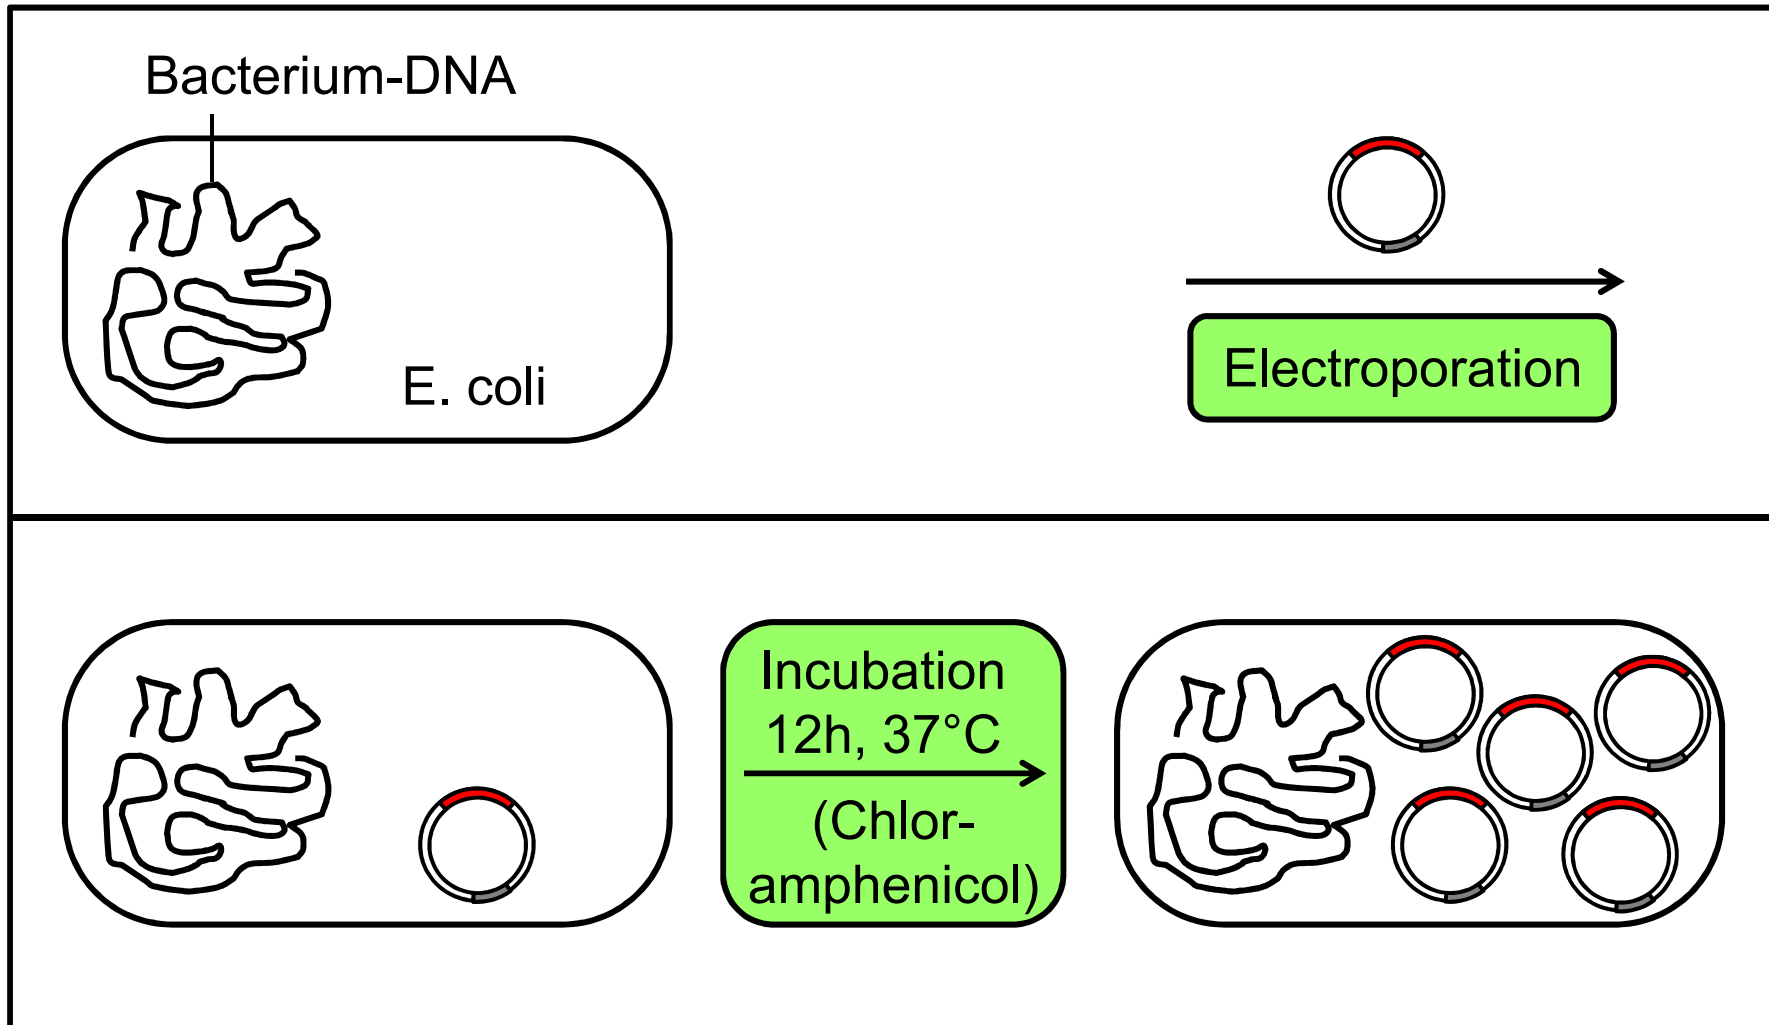 Bacterium-DNA
E. coli
Electroporation
Incubation
12h, 37°C
(Chlor-
amphenicol)